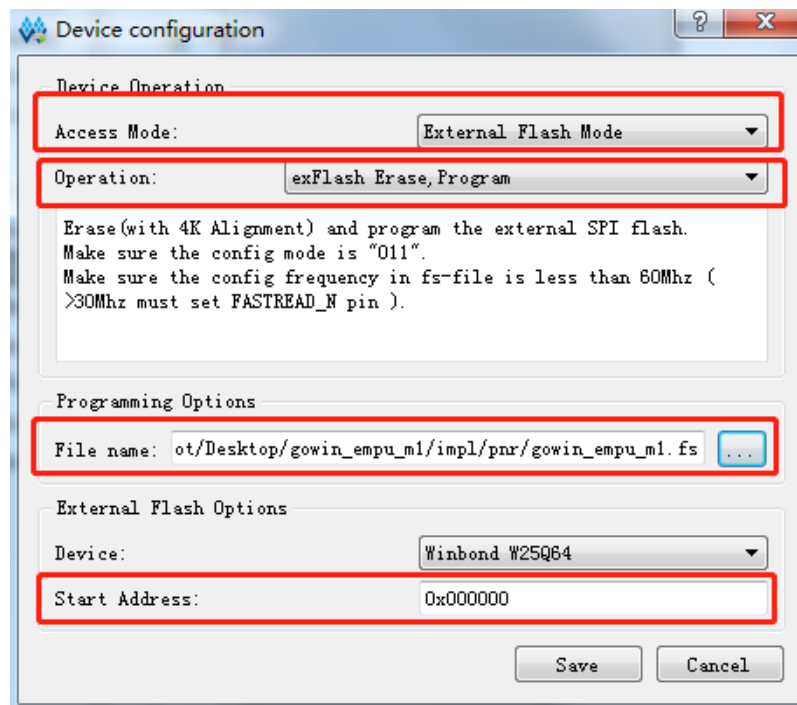 Device configuration
Device Operation
Access Mode: External Flash Mode
Operation: exFlash Erase,Program
Erase(with 4K Alignment) and program the external SPI flash.
Make sure the config mode is "011".
Make sure the config frequency in fs-file is less than 60Mhz (
>30Mhz must set FASTREAD_N pin ).
Programming Options
File name: ot/Desktop/gowin_empu_m1/impl/pnr/gowin_empu_m1.fs ...
External Flash Options
Device: Winbond W25Q64
Start Address: 0x000000
Save Cancel